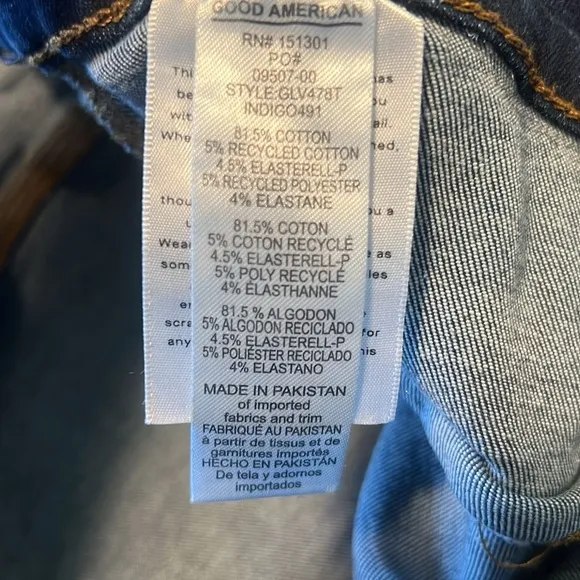 GOOD AMERICAN
RN# 151301
PO#
09507-00
STYLE:GLV478T
INDIGO491
81.5% COTTON
5% RECYCLED COTTON
4.5% ELASTERELL-P
5% RECYCLED POLYESTER
4% ELASTANE
81.5% COTON
5% COTON RECYCLÉ
4.5% ELASTERELL-P
5% POLY RECYCLÉ
4% ÉLASTHANNE
81.5 % ALGODON
5% ALGODON RECICLADO
4.5% ELASTERELL-P
5% POLIÉSTER RECICLADO
4% ELASTANO
MADE IN PAKISTAN
of imported
fabrics and trim
FABRIQUÉ AU PAKISTAN
à partir de tissus et de
garnitures importés
HECHO EN PAKISTÁN
De tela y adornos
importados